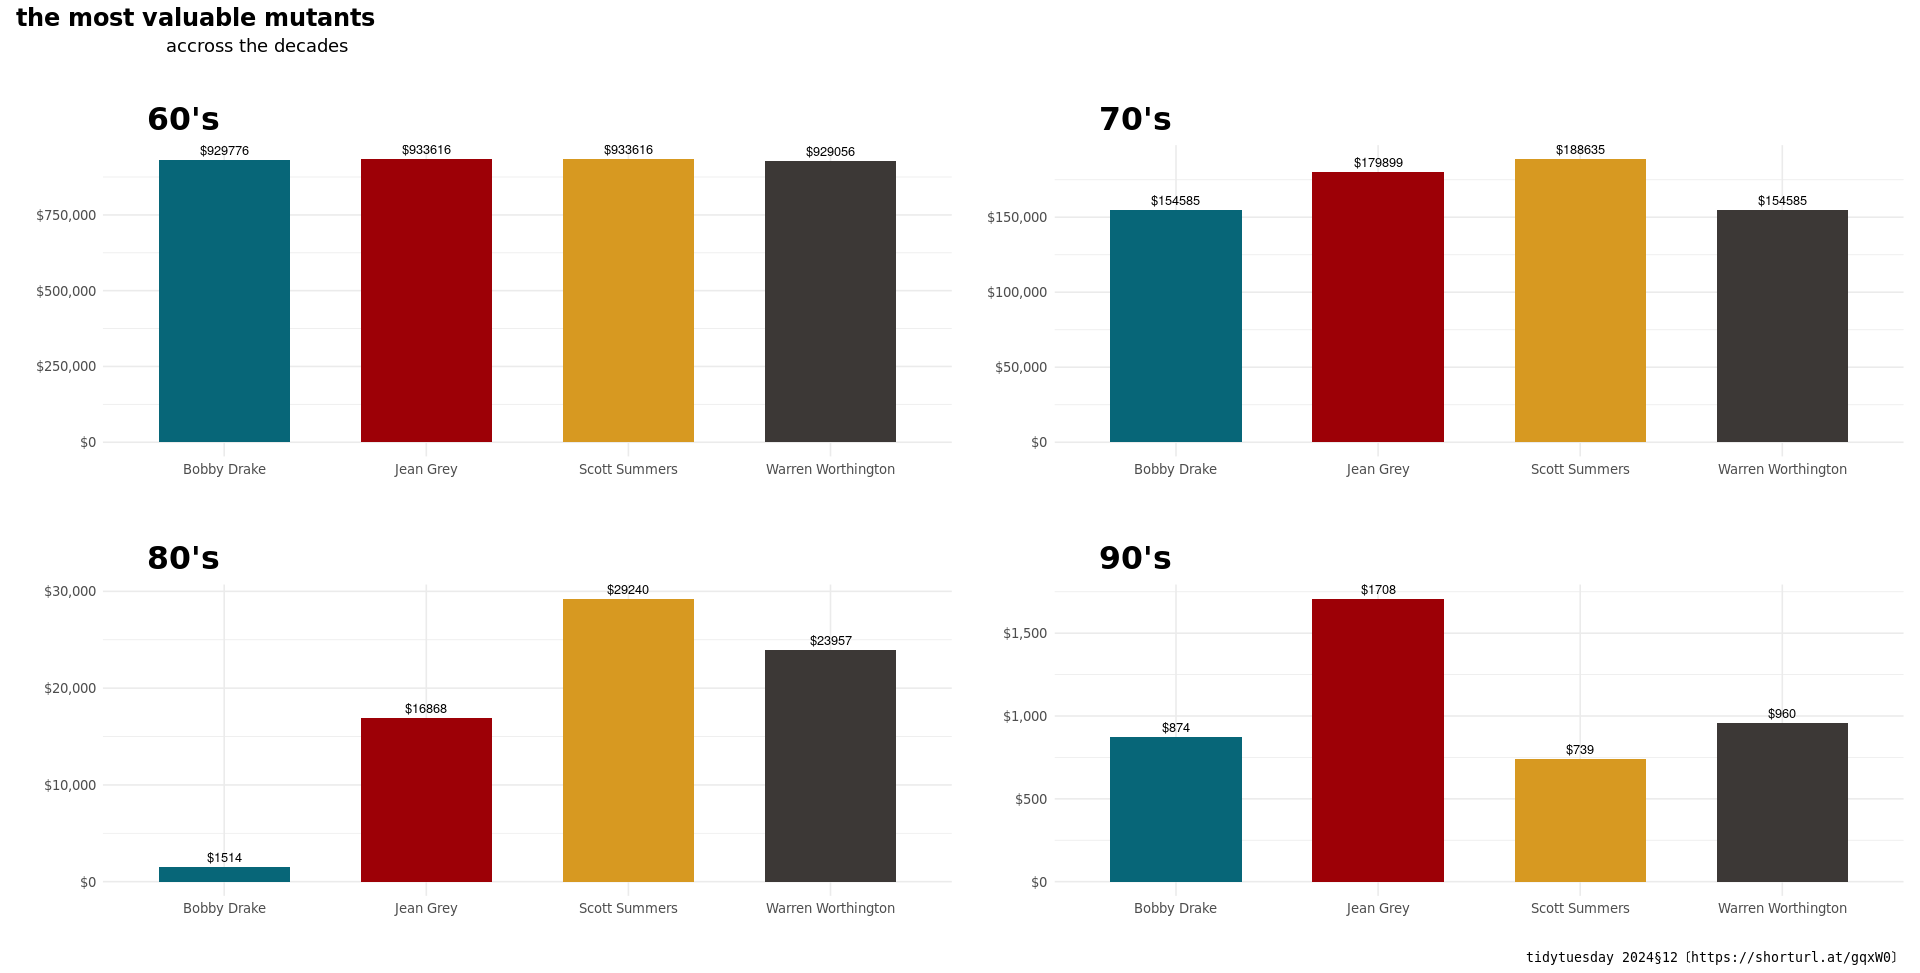 the most valuable mutants
accross the decades
60's
$929776
$933616
$933616
$929056
$750,000
$500,000
$250,000
$0
Bobby Drake
Jean Grey
Scott Summers
Warren Worthington
70's
$154585
$179899
$188635
$154585
$150,000
$100,000
$50,000
$0
Bobby Drake
Jean Grey
Scott Summers
Warren Worthington
80's
$1514
$16868
$29240
$23957
$30,000
$20,000
$10,000
$0
Bobby Drake
Jean Grey
Scott Summers
Warren Worthington
90's
$874
$1708
$739
$960
$1,500
$1,000
$500
$0
Bobby Drake
Jean Grey
Scott Summers
Warren Worthington
tidytuesday 2024§12〔https://shorturl.at/gqxW0〕